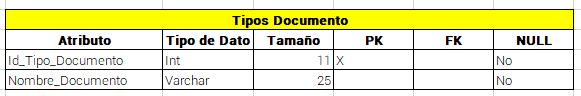 Tipos Documento
Atributo Tipo de Dato Tamaño PK FK NULL
Id_Tipo_Documento Int 11 X No
Nombre_Documento Varchar 25 No